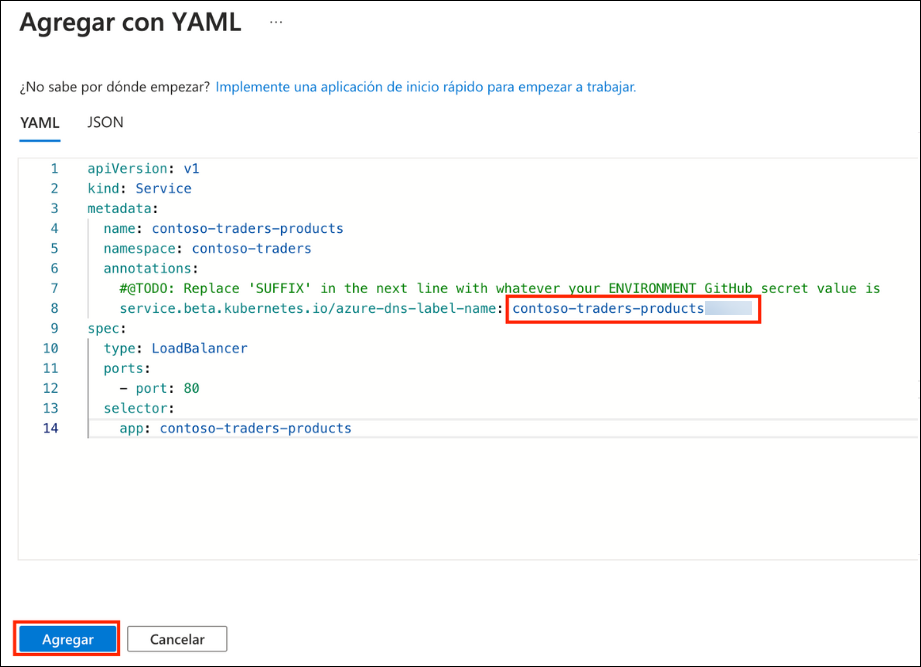 Agregar con YAML ...
¿No sabe por dónde empezar? Implemente una aplicación de inicio rápido para empezar a trabajar.
YAML JSON
1 apiVersion: v1
2 kind: Service
3 metadata:
4 name: contoso-traders-products
5 namespace: contoso-traders
6 annotations:
7 #@TODO: Replace 'SUFFIX' in the next line with whatever your ENVIRONMENT GitHub secret value is
8 service.beta.kubernetes.io/azure-dns-label-name: contoso-traders-products
9 spec:
10 type: LoadBalancer
11 ports:
12 - port: 80
13 selector:
14 app: contoso-traders-products
Agregar Cancelar